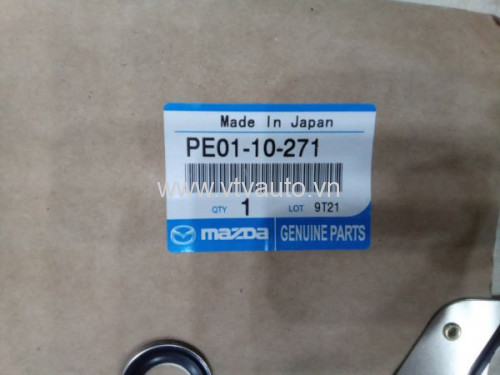 Made In Japan
PE01-10-271
www.vtvauto.vn
QTY 1 LOT 9T21
mazda GENUINE PARTS